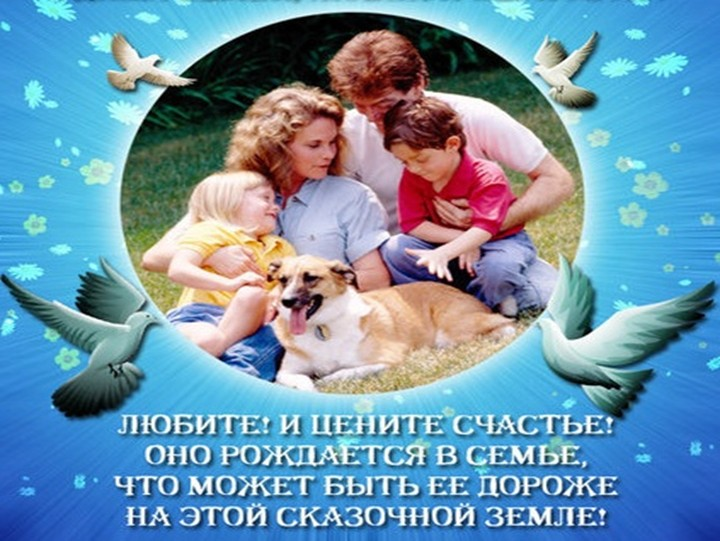 ЛЮБИТЕ! И ЦЕНИТЕ СЧАСТЬЕ!
ОНО РОЖДАЕТСЯ В СЕМЬЕ,
ЧТО МОЖЕТ БЫТЬ ЕЕ ДОРОЖЕ
НА ЭТОЙ СКАЗОЧНОЙ ЗЕМЛЕ!